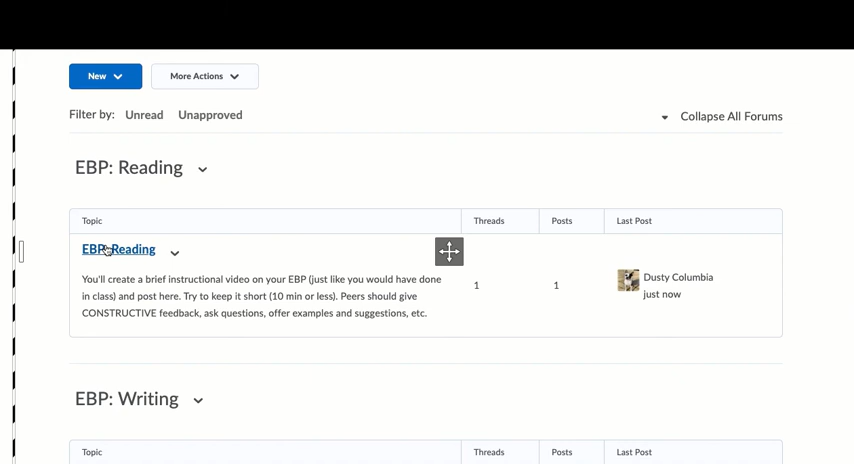 New
More Actions
Filter by: Unread Unapproved
Collapse All Forums
EBP: Reading
Topic Threads Posts Last Post
EBP: Reading
You'll create a brief instructional video on your EBP (just like you would have done
in class) and post here. Try to keep it short (10 min or less). Peers should give
CONSTRUCTIVE feedback, ask questions, offer examples and suggestions, etc.
1 1
Dusty Columbia
just now
EBP: Writing
Topic Threads Posts Last Post